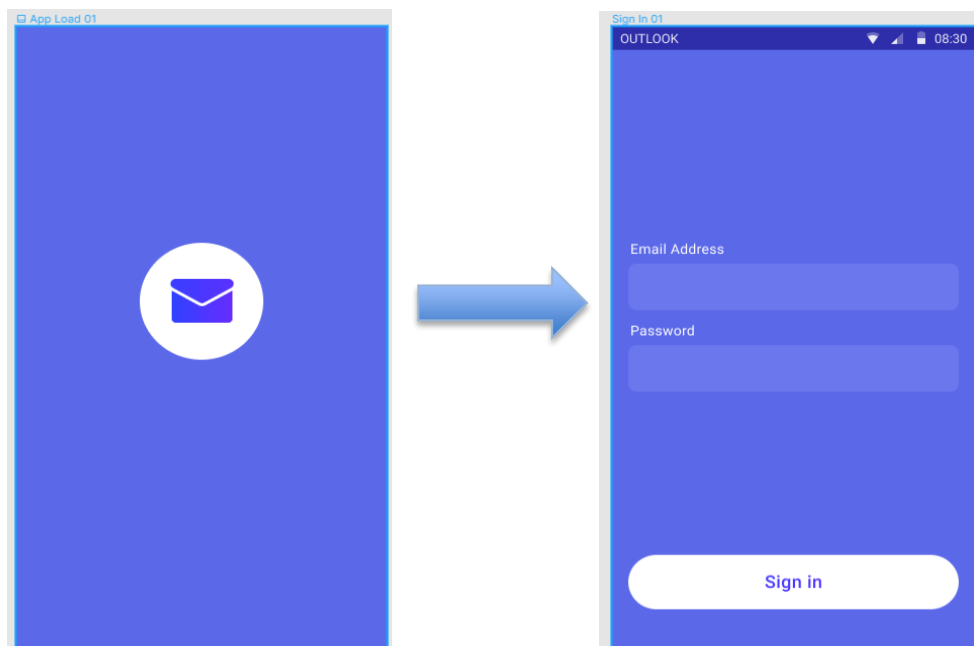 App Load 01
Sign In 01
OUTLOOK 08:30
Email Address
Password
Sign in